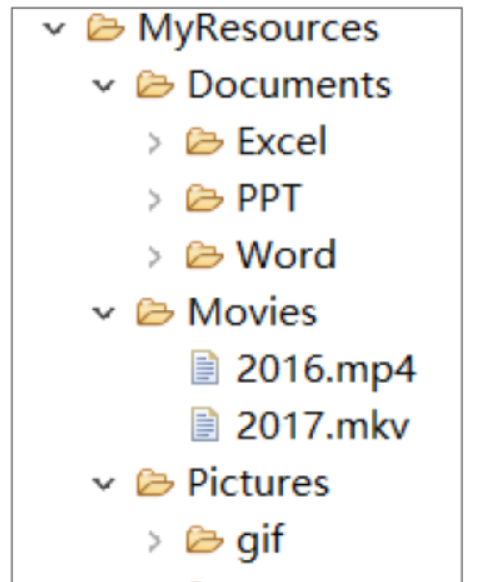 MyResources
Documents
Excel
PPT
Word
Movies
2016.mp4
2017.mkv
Pictures
gif